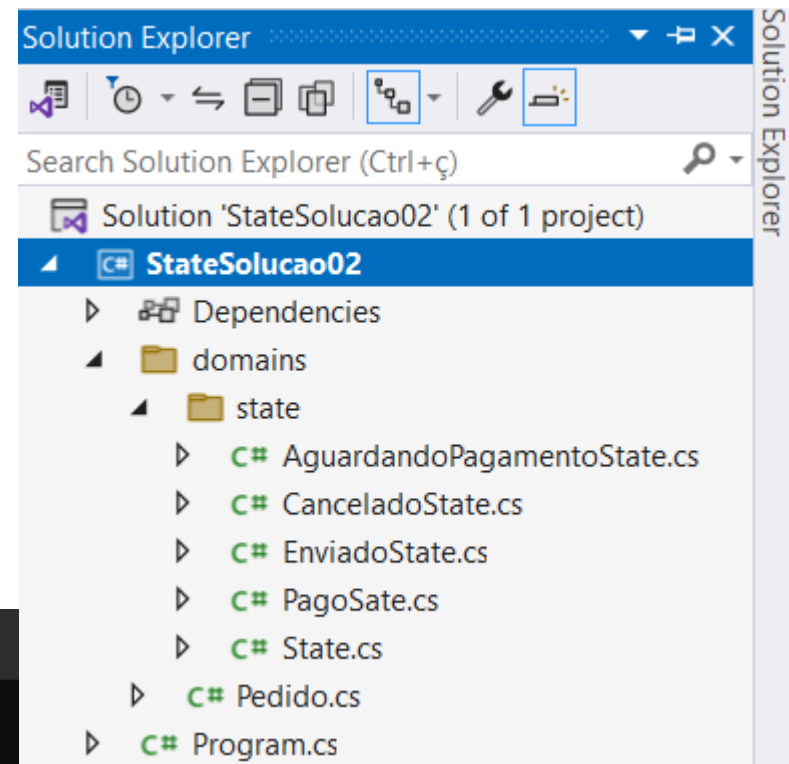 Solution Explorer
Search Solution Explorer (Ctrl+ç)
Solution 'StateSolucao02' (1 of 1 project)
C# StateSolucao02
Dependencies
domains
state
C# AguardandoPagamentoState.cs
C# CanceladoState.cs
C# EnviadoState.cs
C# PagoSate.cs
C# State.cs
C# Pedido.cs
C# Program.cs
Solution Explorer